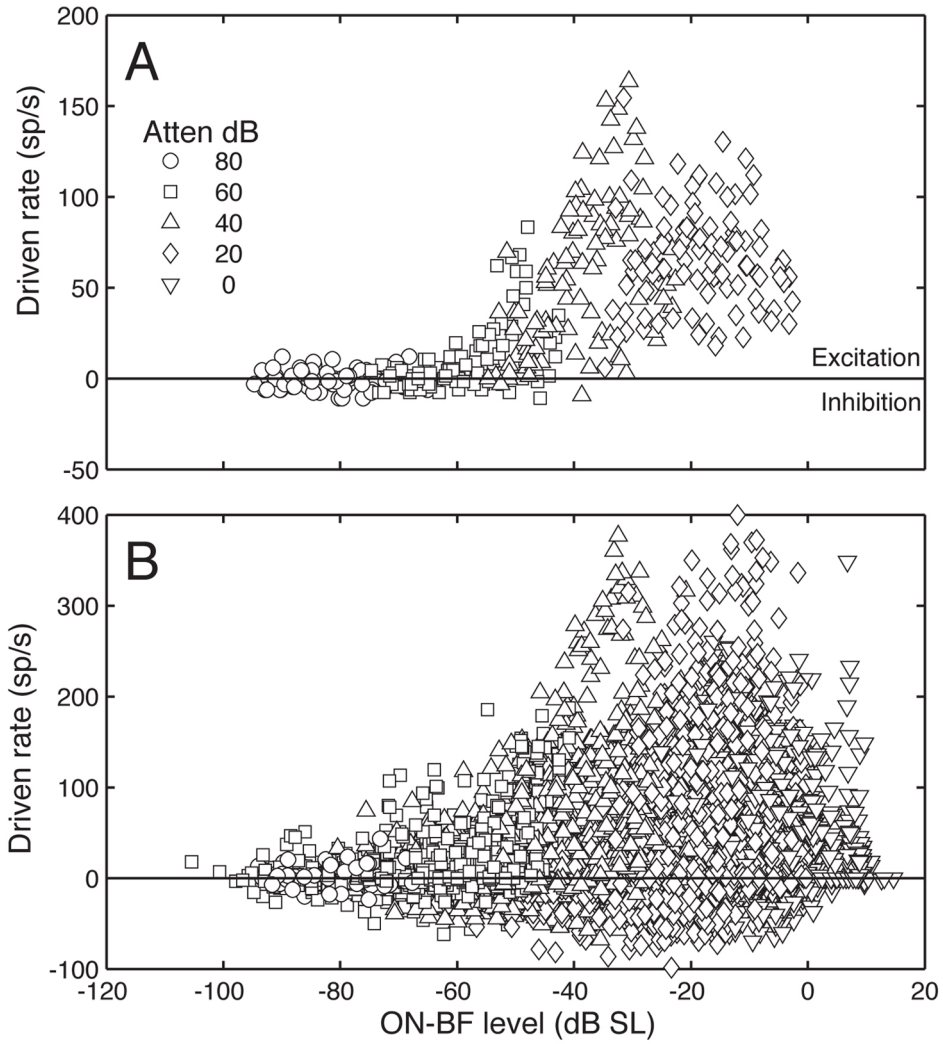 200
A
150
Atten dB
80
60
100
40
20
50
0
Excitation
0
Inhibition
-50
Driven rate (sp/s)
400
B
300
200
100
0
-100
Driven rate (sp/s)
-120 -100 -80 -60 -40 -20 0 20
ON-BF level (dB SL)